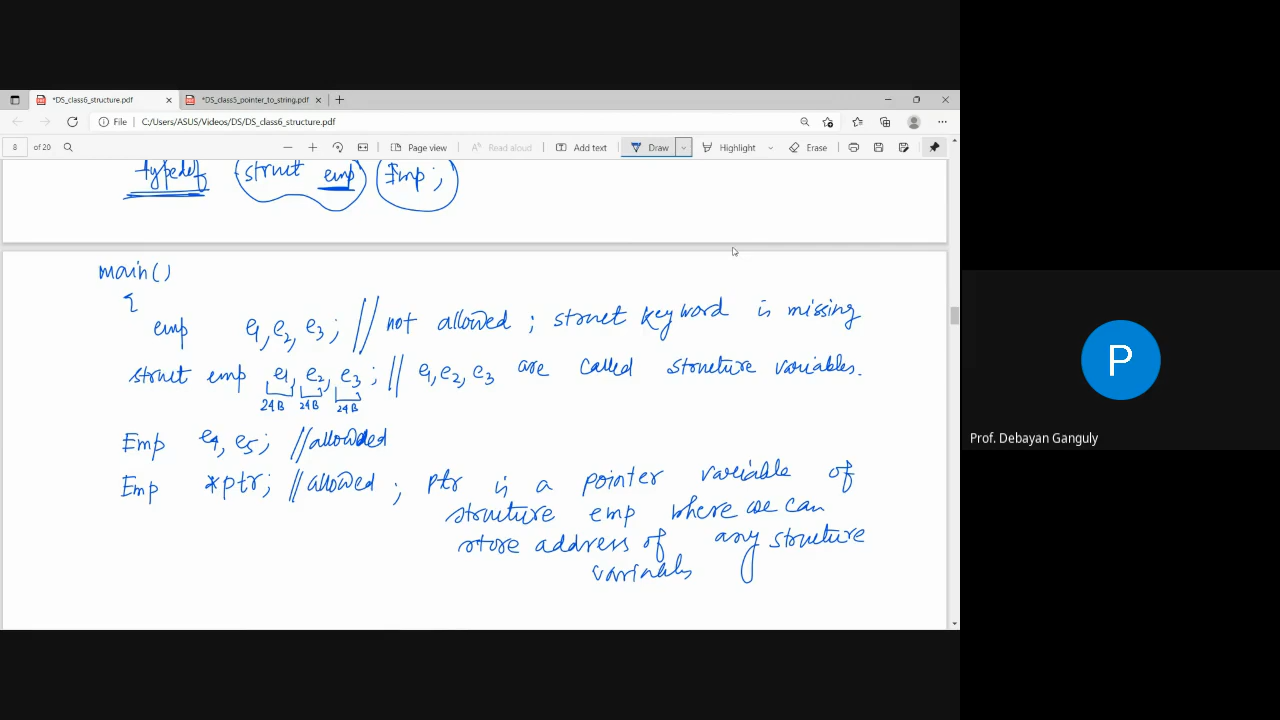 *DS_class6_structure.pdf
*DS_class5_pointer_to_string.pdf
File C:/Users/ASUS/Videos/DS/DS_class6_structure.pdf
8 of 20 Page view Read aloud Add text Draw Highlight Erase
typedef struct emp Emp;
main()
{
emp e1, e2, e3; // not allowed ; struct keyword is missing
struct emp e1, e2, e3 ; // e1, e2, e3 are called structure variables.
24B 24B 24B
Emp e4, e5; // allowded
Emp *ptr; // allowed ; ptr is a pointer variable of
structure emp where we can
store address of any structure
variables
P
Prof. Debayan Ganguly